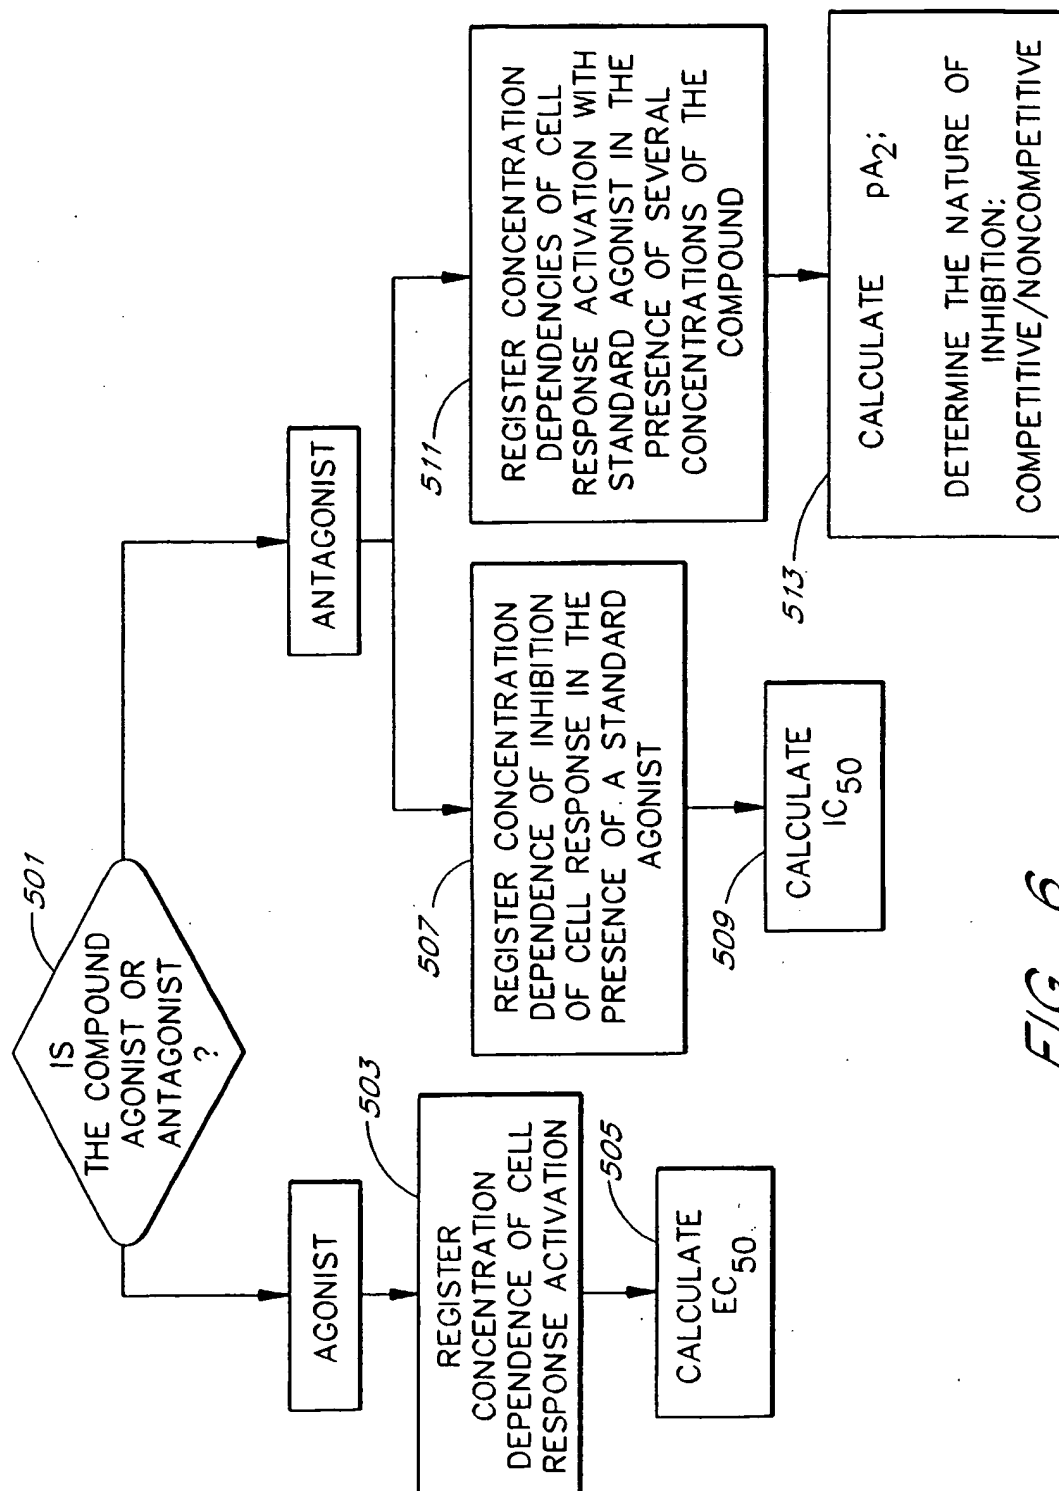 IS
THE COMPOUND
AGONIST OR
ANTAGONIST
?
501
AGONIST
503
REGISTER
CONCENTRATION
DEPENDENCE OF CELL
RESPONSE ACTIVATION
505
CALCULATE
EC50
ANTAGONIST
507
REGISTER CONCENTRATION
DEPENDENCE OF INHIBITION
OF CELL RESPONSE IN THE
PRESENCE OF A STANDARD
AGONIST
509
CALCULATE
IC50
511
REGISTER CONCENTRATION
DEPENDENCIES OF CELL
RESPONSE ACTIVATION WITH
STANDARD AGONIST IN THE
PRESENCE OF SEVERAL
CONCENTRATIONS OF THE
COMPOUND
513
CALCULATE pA2;
DETERMINE THE NATURE OF
INHIBITION:
COMPETITIVE/NONCOMPETITIVE
FIG. 6